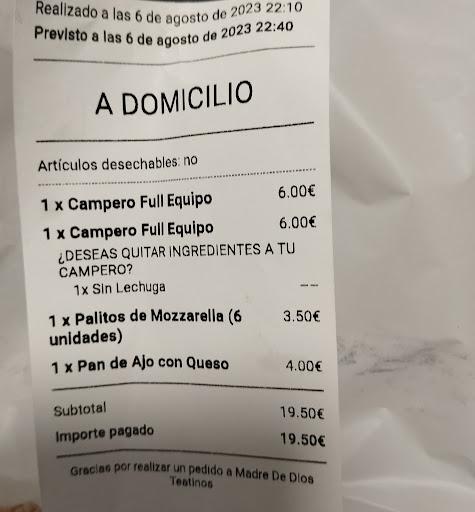 Realizado a las 6 de agosto de 2023 22:10
Previsto a las 6 de agosto de 2023 22:40
A DOMICILIO
Artículos desechables: no
1 x Campero Full Equipo 6.00€
1 x Campero Full Equipo 6.00€
¿DESEAS QUITAR INGREDIENTES A TU
CAMPERO?
1x Sin Lechuga --
1 x Palitos de Mozzarella (6 3.50€
unidades)
1 x Pan de Ajo con Queso 4.00€
Subtotal 19.50€
Importe pagado 19.50€
Gracias por realizar un pedido a Madre De Dios
Teatinos